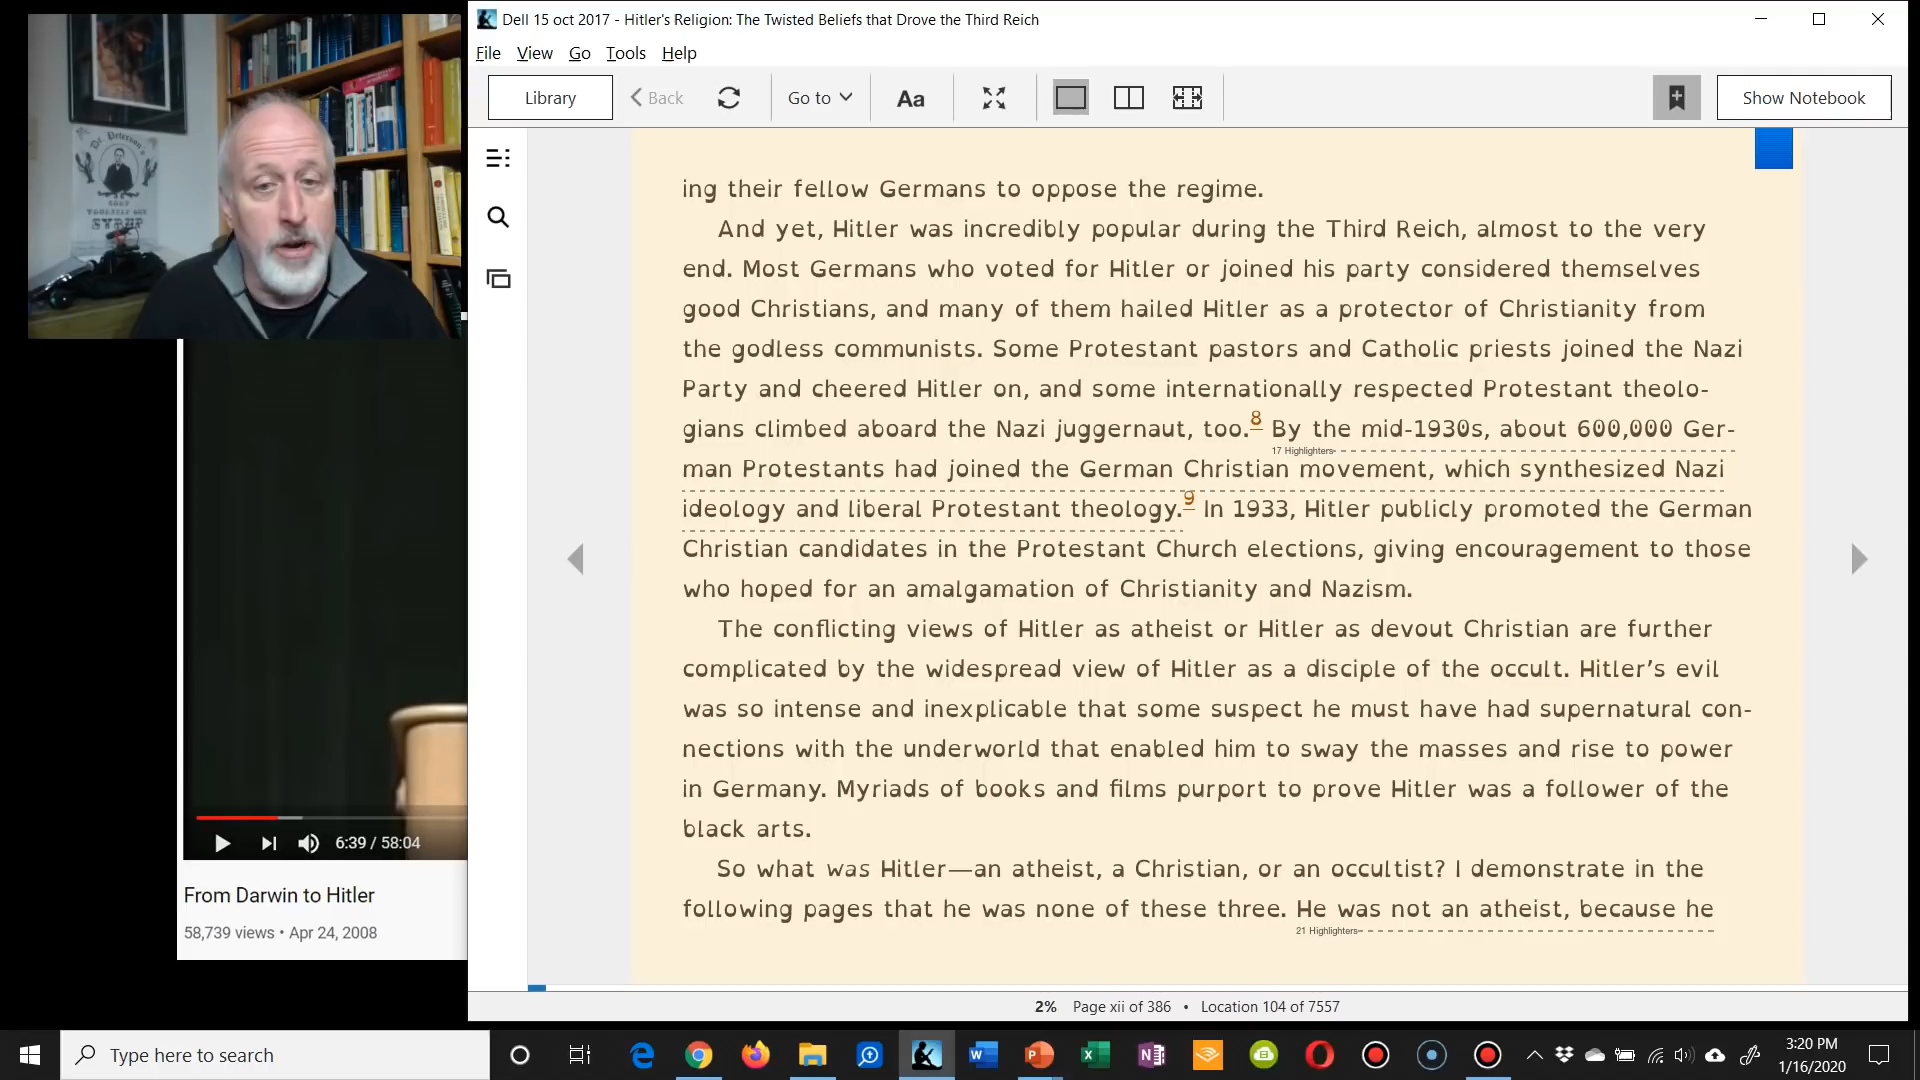 Dell 15 oct 2017 - Hitler's Religion: The Twisted Beliefs that Drove the Third Reich
File View Go Tools Help
Library Back Go to Aa Show Notebook
Dr. Peterson's
YOURSELF OUT
SYRUP
ing their fellow Germans to oppose the regime.
And yet, Hitler was incredibly popular during the Third Reich, almost to the very
end. Most Germans who voted for Hitler or joined his party considered themselves
good Christians, and many of them hailed Hitler as a protector of Christianity from
the godless communists. Some Protestant pastors and Catholic priests joined the Nazi
Party and cheered Hitler on, and some internationally respected Protestant theolo-
gians climbed aboard the Nazi juggernaut, too.8 By the mid-1930s, about 600,000 Ger-
17 Highlighters
man Protestants had joined the German Christian movement, which synthesized Nazi
ideology and liberal Protestant theology.9 In 1933, Hitler publicly promoted the German
Christian candidates in the Protestant Church elections, giving encouragement to those
who hoped for an amalgamation of Christianity and Nazism.
The conflicting views of Hitler as atheist or Hitler as devout Christian are further
complicated by the widespread view of Hitler as a disciple of the occult. Hitler's evil
was so intense and inexplicable that some suspect he must have had supernatural con-
nections with the underworld that enabled him to sway the masses and rise to power
in Germany. Myriads of books and films purport to prove Hitler was a follower of the
black arts.
So what was Hitler—an atheist, a Christian, or an occultist? I demonstrate in the
following pages that he was none of these three. He was not an atheist, because he
21 Highlighters
6:39 / 58:04
From Darwin to Hitler
58,739 views • Apr 24, 2008
2% Page xii of 386 • Location 104 of 7557
Type here to search
3:20 PM
1/16/2020